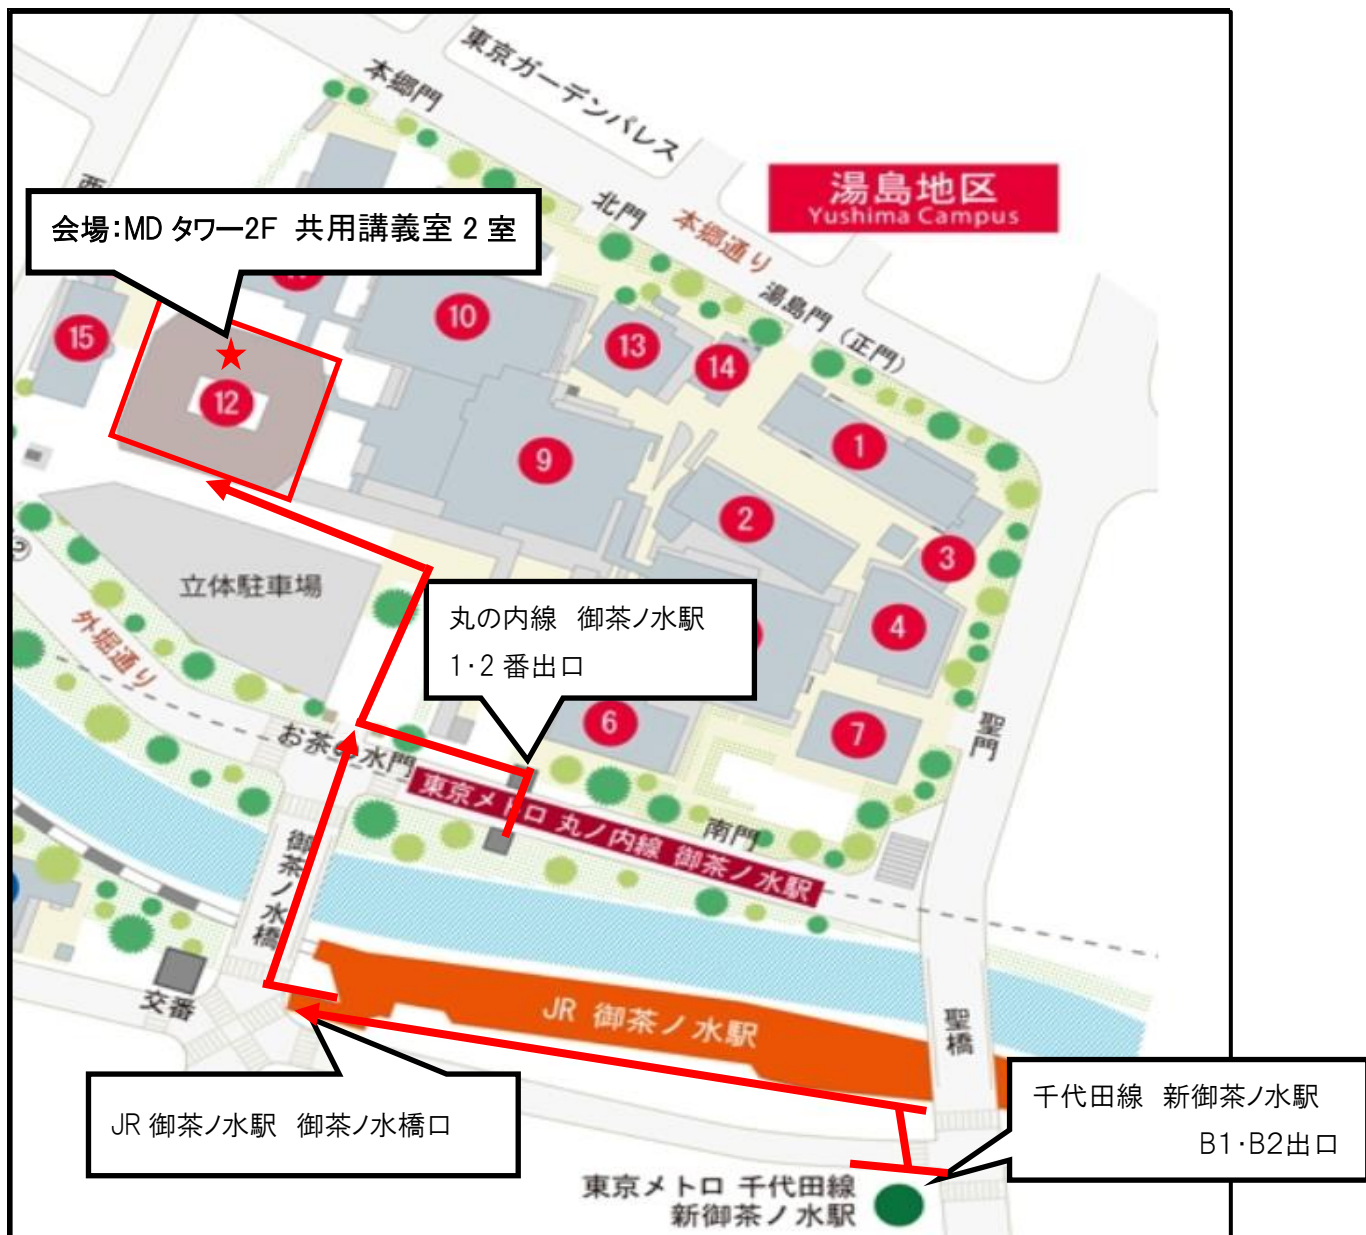 東京ガーデンパレス
本郷門
湯島地区
Yushima Campus
北門
本郷通り
湯島門（正門）
西
会場：MD タワー2F 共用講義室 2 室
10
13
14
15
12
1
9
2
3
4
立体駐車場
丸の内線 御茶ノ水駅
1・2 番出口
外堀通り
6
7
聖門
お茶の水門
東京メトロ 丸ノ内線 御茶ノ水駅
南門
御茶ノ水橋
交番
JR 御茶ノ水駅
聖橋
JR 御茶ノ水駅 御茶ノ水橋口
千代田線 新御茶ノ水駅
B1・B2出口
東京メトロ 千代田線
新御茶ノ水駅